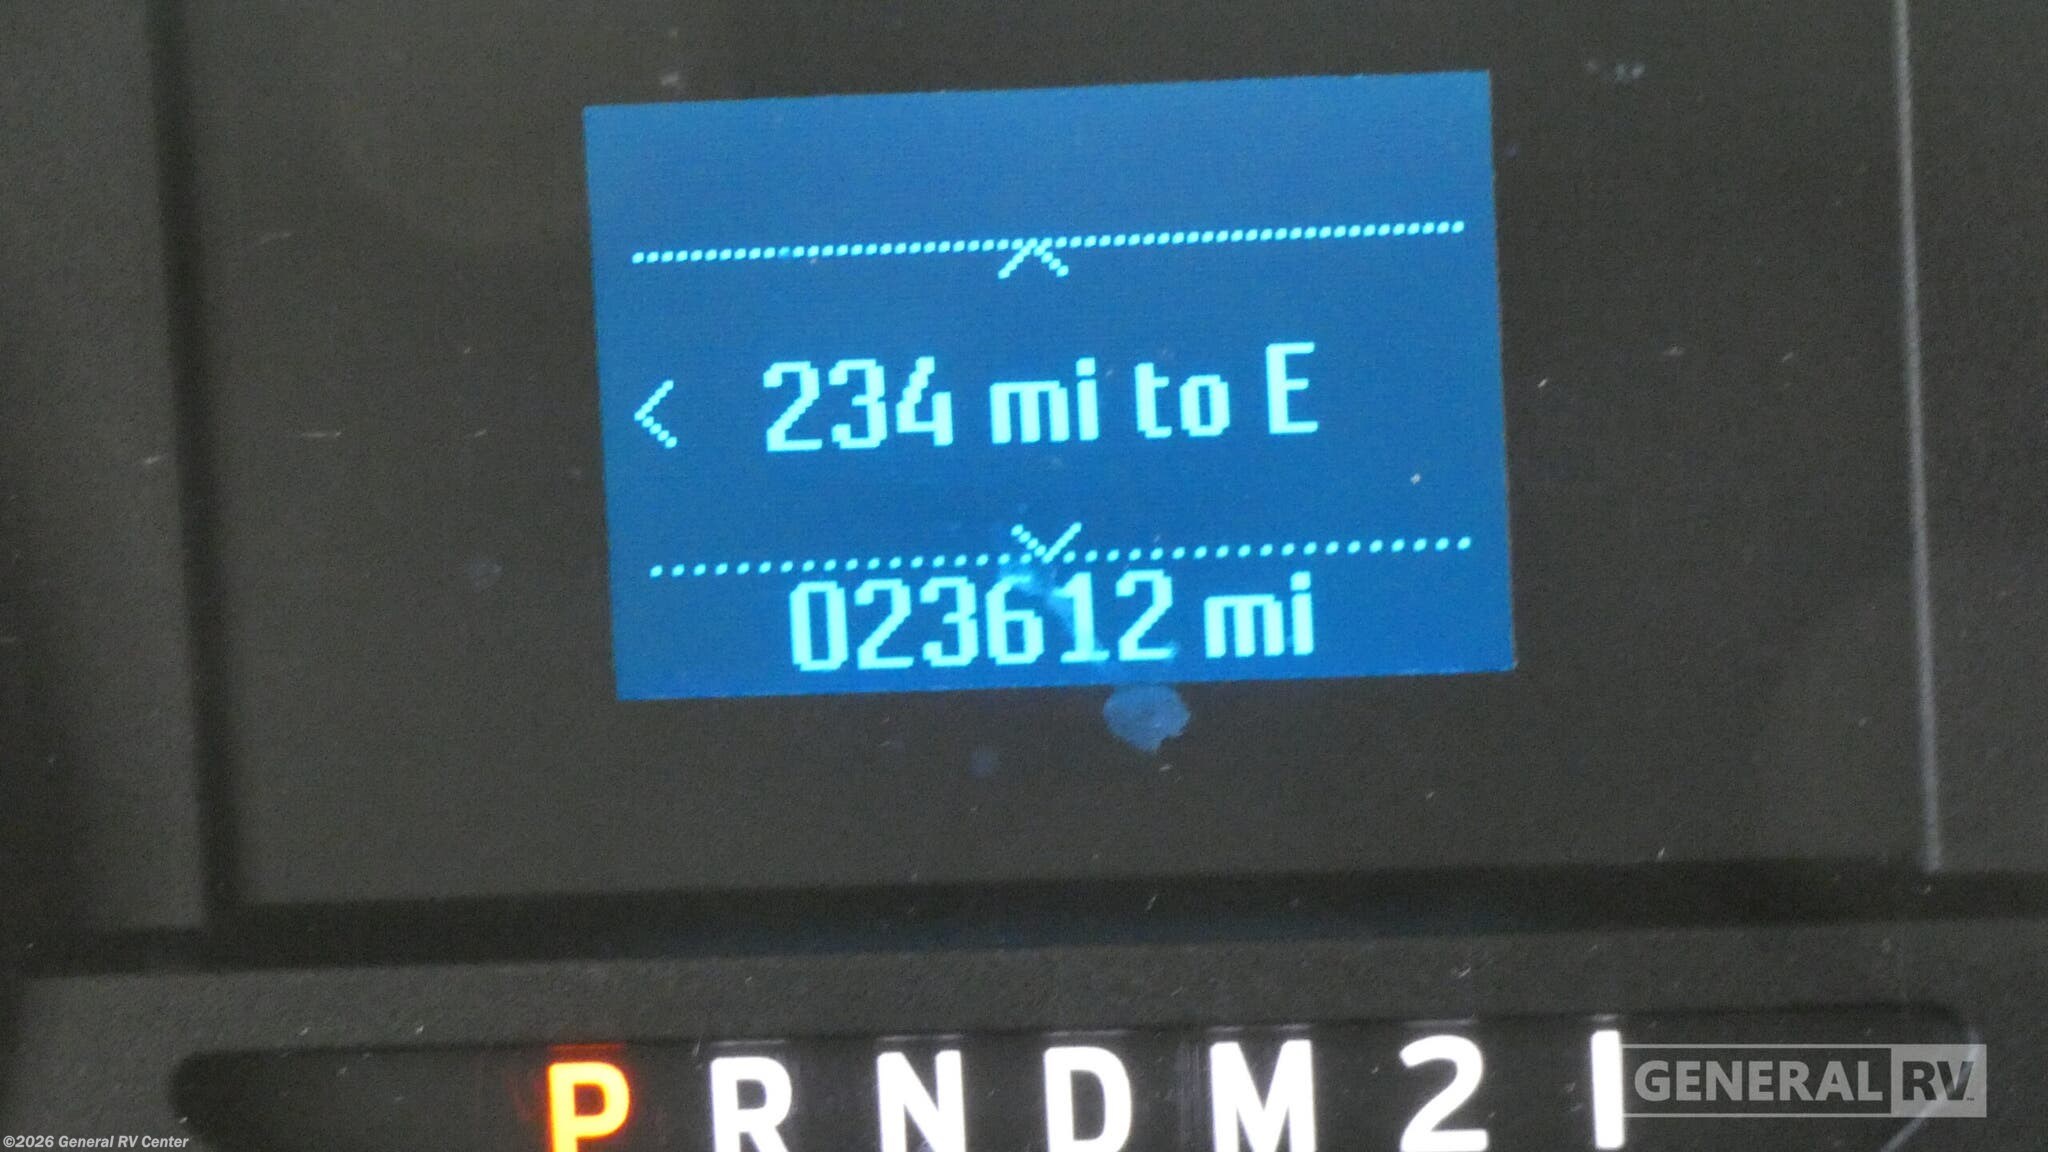 234 mi to E
023612 mi
P R N D M 2 1
GENERAL RV
©2026 General RV Center